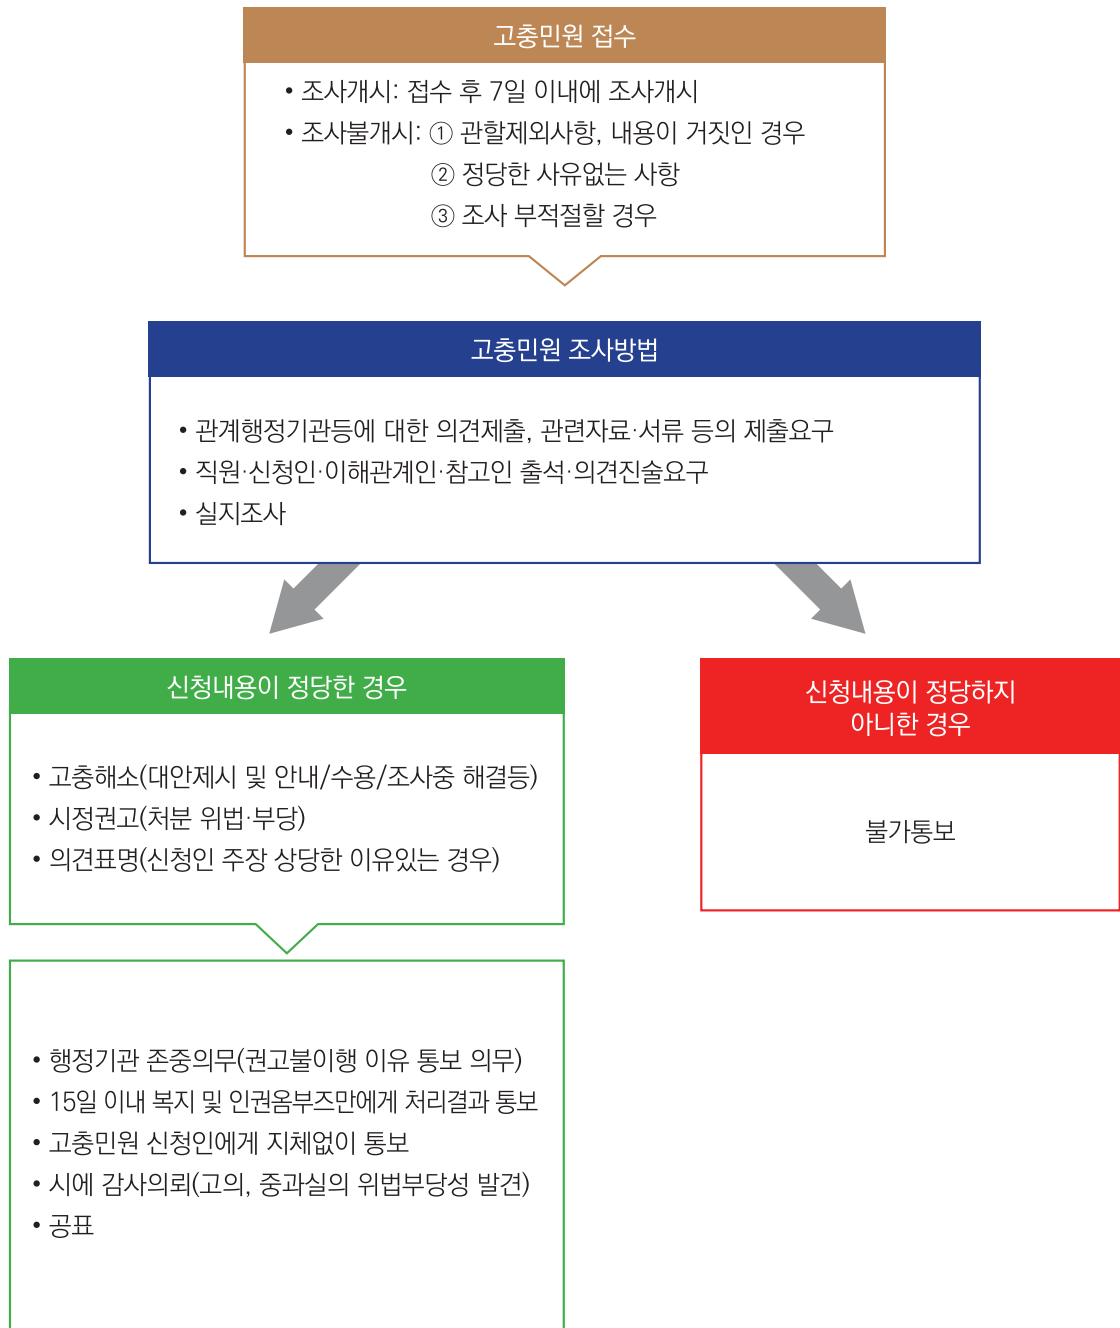 고충민원 접수
• 조사개시: 접수 후 7일 이내에 조사개시
• 조사불개시: ① 관할제외사항, 내용이 거짓인 경우
② 정당한 사유없는 사항
③ 조사 부적절할 경우
고충민원 조사방법
• 관계행정기관등에 대한 의견제출, 관련자료·서류 등의 제출요구
• 직원·신청인·이해관계인·참고인 출석·의견진술요구
• 실지조사
신청내용이 정당한 경우
• 고충해소(대안제시 및 안내/수용/조사중 해결등)
• 시정권고(처분 위법·부당)
• 의견표명(신청인 주장 상당한 이유있는 경우)
신청내용이 정당하지
아니한 경우
불가통보
• 행정기관 존중의무(권고불이행 이유 통보 의무)
• 15일 이내 복지 및 인권옴부즈만에게 처리결과 통보
• 고충민원 신청인에게 지체없이 통보
• 시에 감사의뢰(고의, 중과실의 위법부당성 발견)
• 공표